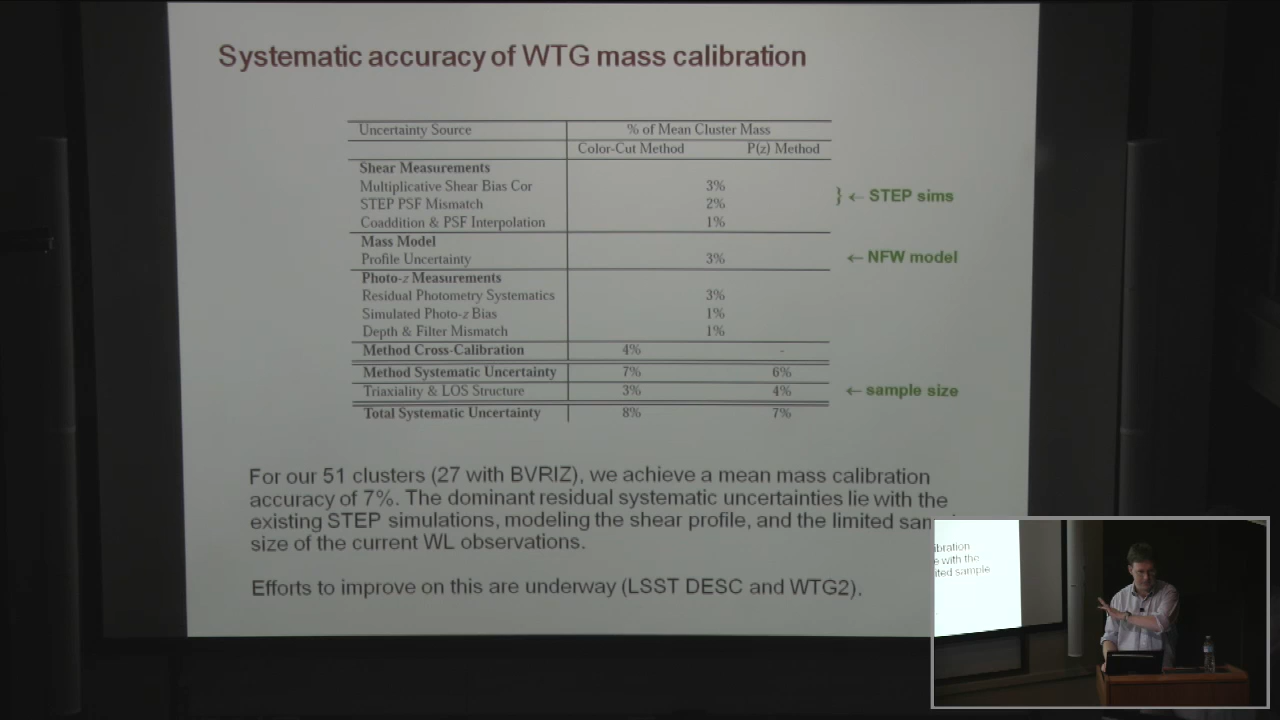 Systematic accuracy of WTG mass calibration
Uncertainty Source % of Mean Cluster Mass
Color-Cut Method P(z) Method
Shear Measurements
Multiplicative Shear Bias Cor 3%
STEP PSF Mismatch 2%
} ← STEP sims
Coaddition & PSF Interpolation 1%
Mass Model
Profile Uncertainty 3% ← NFW model
Photo-z Measurements
Residual Photometry Systematics 3%
Simulated Photo-z Bias 1%
Depth & Filter Mismatch 1%
Method Cross-Calibration 4% -
Method Systematic Uncertainty 7% 6%
Triaxiality & LOS Structure 3% 4% ← sample size
Total Systematic Uncertainty 8% 7%
For our 51 clusters (27 with BVRIZ), we achieve a mean mass calibration
accuracy of 7%. The dominant residual systematic uncertainties lie with the
existing STEP simulations, modeling the shear profile, and the limited sam
size of the current WL observations.
Efforts to improve on this are underway (LSST DESC and WTG2).
ibration
e with the
ited sample